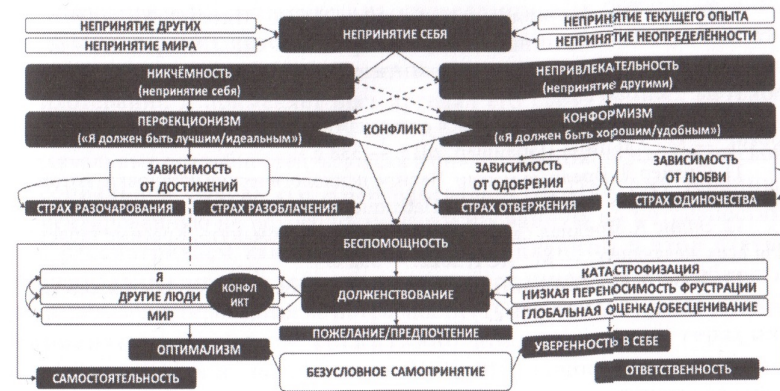 НЕПРИНЯТИЕ ДРУГИХ
НЕПРИНЯТИЕ МИРА
НЕПРИНЯТИЕ СЕБЯ
НЕПРИНЯТИЕ ТЕКУЩЕГО ОПЫТА
НЕПРИНЯТИЕ НЕОПРЕДЕЛЁННОСТИ
НИКЧЁМНОСТЬ
(непринятие себя)
НЕПРИВЛЕКАТЕЛЬНОСТЬ
(непринятие другими)
ПЕРФЕКЦИОНИЗМ
(«Я должен быть лучшим/идеальным»)
КОНФЛИКТ
КОНФОРМИЗМ
(«Я должен быть хорошим/удобным»)
ЗАВИСИМОСТЬ
ОТ ДОСТИЖЕНИЙ
СТРАХ РАЗОЧАРОВАНИЯ
СТРАХ РАЗОБЛАЧЕНИЯ
ЗАВИСИМОСТЬ
ОТ ОДОБРЕНИЯ
СТРАХ ОТВЕРЖЕНИЯ
ЗАВИСИМОСТЬ
ОТ ЛЮБВИ
СТРАХ ОДИНОЧЕСТВА
БЕСПОМОЩНОСТЬ
Я
ДРУГИЕ ЛЮДИ
МИР
КОНФЛ
ИКТ
ДОЛЖЕНСТВОВАНИЕ
КАТАСТРОФИЗАЦИЯ
НИЗКАЯ ПЕРЕНОСИМОСТЬ ФРУСТРАЦИИ
ГЛОБАЛЬНАЯ ОЦЕНКА/ОБЕСЦЕНИВАНИЕ
ПОЖЕЛАНИЕ/ПРЕДПОЧТЕНИЕ
ОПТИМАЛИЗМ
БЕЗУСЛОВНОЕ САМОПРИНЯТИЕ
УВЕРЕННОСТЬ В СЕБЕ
САМОСТОЯТЕЛЬНОСТЬ
ОТВЕТСТВЕННОСТЬ